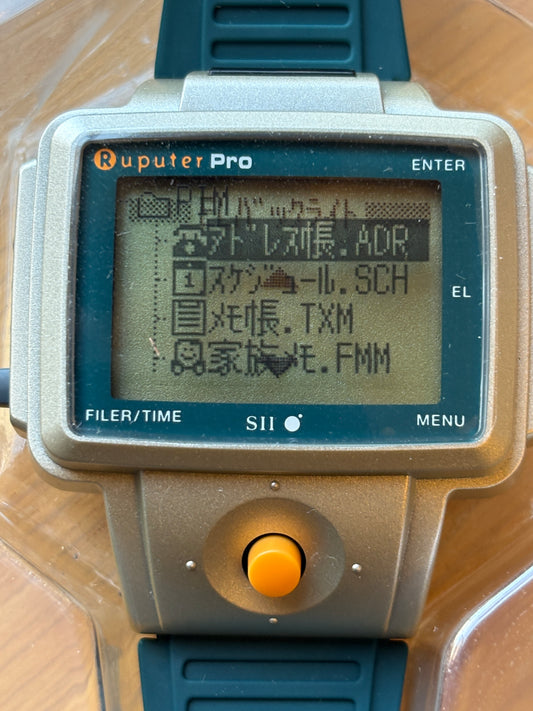 Ruputer Pro
ENTER
PIM
バックライト
アドレス帳.ADR
スケジュール.SCH
EL
メモ帳.TXM
家族メモ.FMM
FILER/TIME
SII
MENU